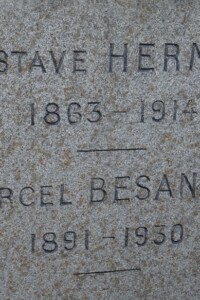 STAVE HERM
1863-1914
RCEL BESAN
1891-1930